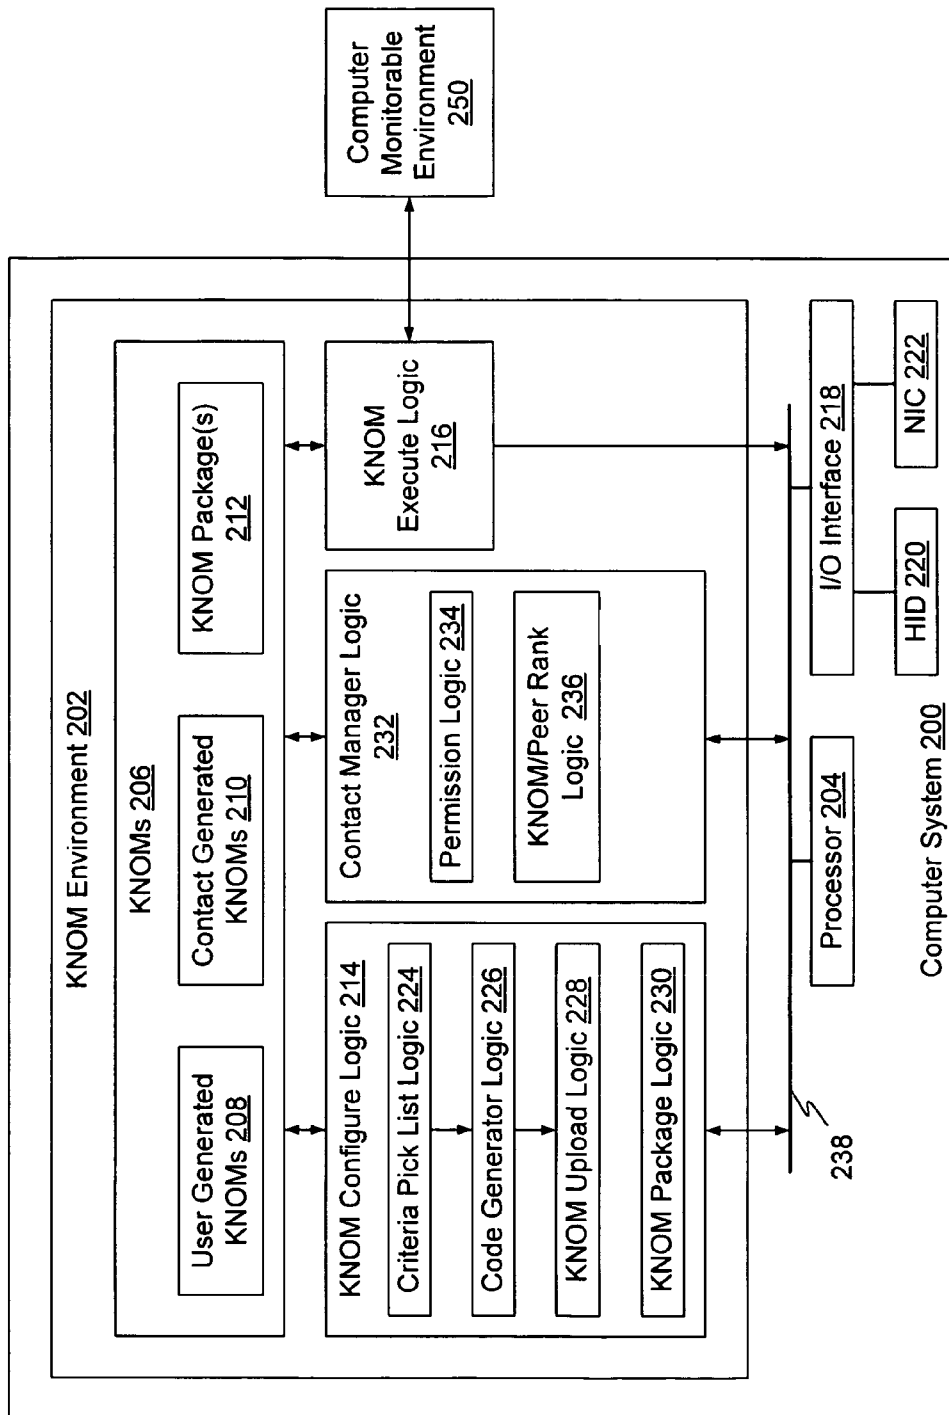 KNOM Environment 202
KNOMs 206
User Generated
KNOMs 208
Contact Generated
KNOMs 210
KNOM Package(s)
212
KNOM Configure Logic 214
Criteria Pick List Logic 224
Code Generator Logic 226
KNOM Upload Logic 228
KNOM Package Logic 230
Contact Manager Logic
232
Permission Logic 234
KNOM/Peer Rank
Logic 236
KNOM
Execute Logic
216
Computer
Monitorable
Environment
250
238
Processor 204
I/O Interface 218
HID 220
NIC 222
Computer System 200